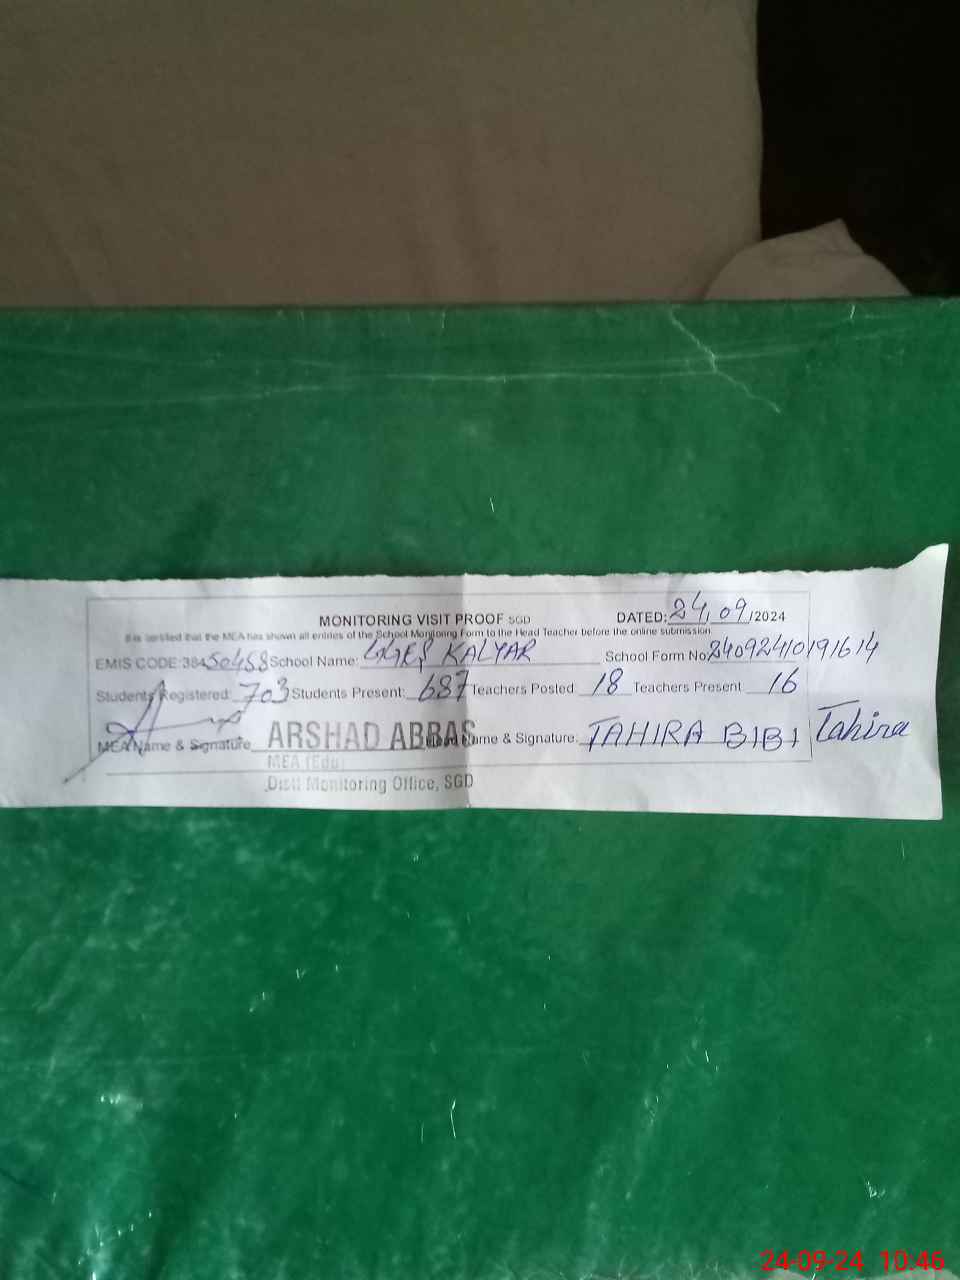 MONITORING VISIT PROOF SGD DATED: 24/09/2024
It is certified that the MEA has shown all entries of the School Monitoring Form to the Head Teacher before the online submission.
EMIS CODE:38450458 School Name: GGES KALYAR School Form No: 24092410191614
Students Registered: 703 Students Present: 687 Teachers Posted 18 Teachers Present 16
MEA Name & Signature ARSHAD ABBAS Head Name & Signature: TAHIRA BIBI Tahira
MEA (Edu)
Distt Monitoring Office, SGD
24-09-24 10:46